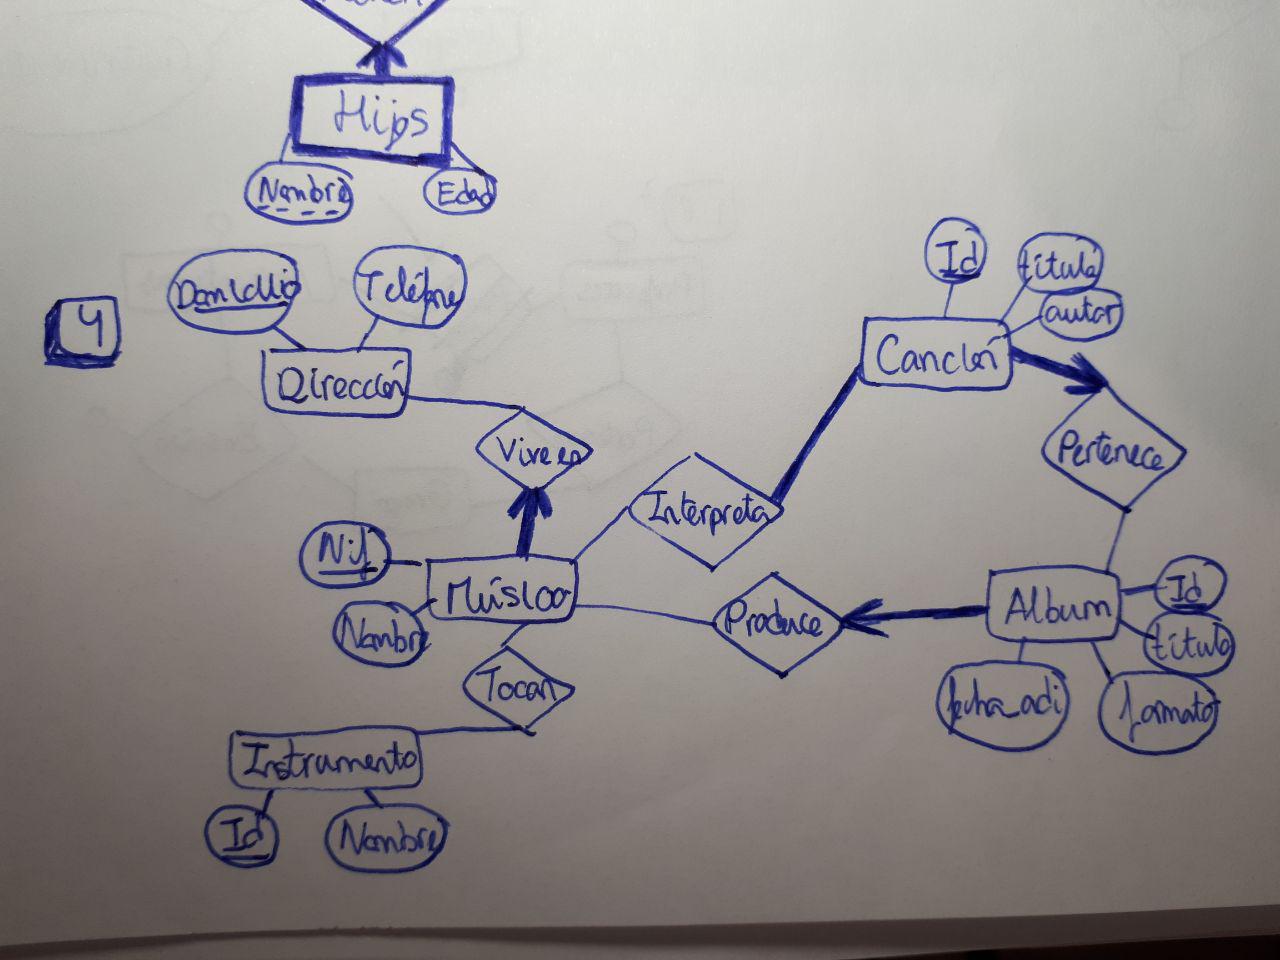 Hijos
Nombre
Edad
4
Domicilio
Teléfono
Dirección
Vive en
Id
título
autor
Canción
Pertenece
Interpreta
Nif
Nombre
Músico
Produce
Album
Id
título
fecha_adi
formato
Tocan
Instrumento
Id
Nombre